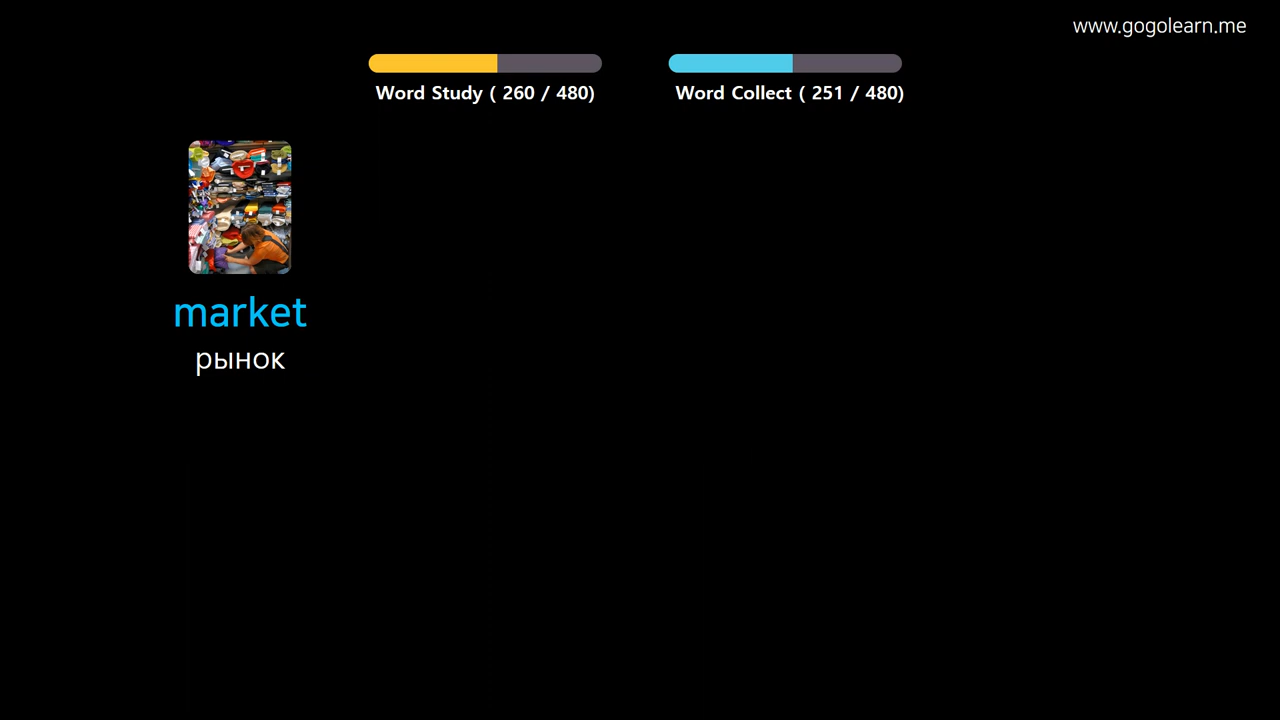 www.gogolearn.me
Word Study ( 260 / 480)
Word Collect ( 251 / 480)
market
рынок